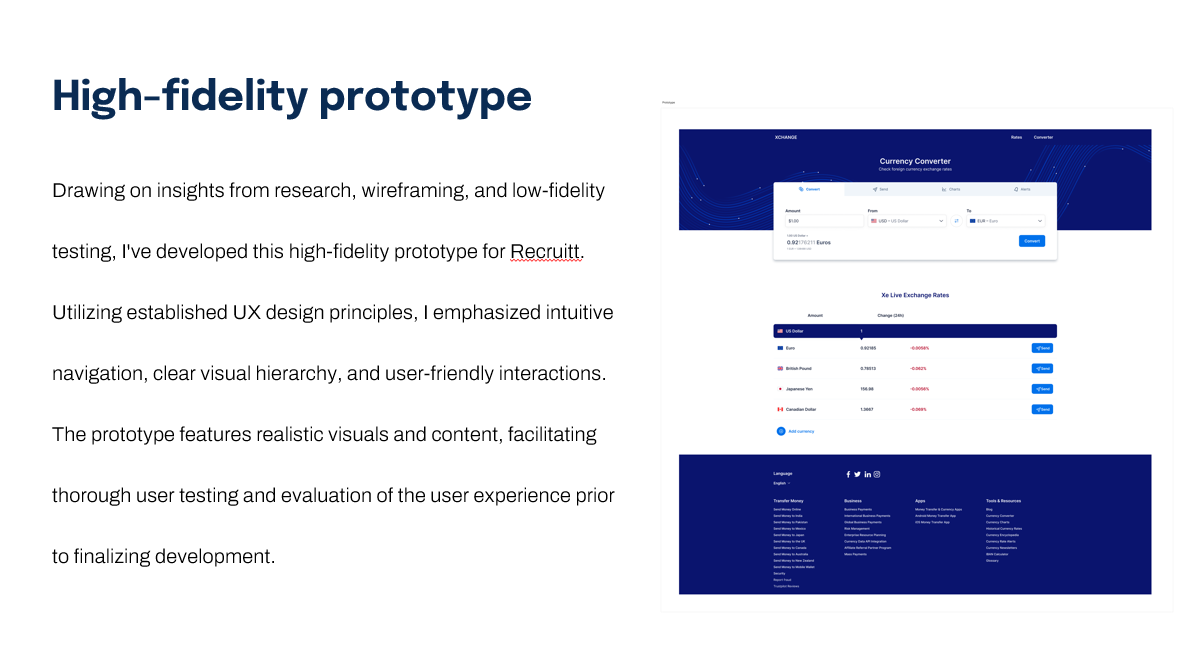 High-fidelity prototype
Drawing on insights from research, wireframing, and low-fidelity
testing, I've developed this high-fidelity prototype for Recruitt.
Utilizing established UX design principles, I emphasized intuitive
navigation, clear visual hierarchy, and user-friendly interactions.
The prototype features realistic visuals and content, facilitating
thorough user testing and evaluation of the user experience prior
to finalizing development.
Prototype
XCHANGE Rates Converter
Currency Converter
Check foreign currency exchange rates
Convert Send Charts Alerts
Amount From To
$1.00 USD - US Dollar EUR - Euro
1.00 US Dollar =
0.92176211 Euros
Convert
Xe Live Exchange Rates
Amount Change (24h)
US Dollar 1
Euro 0.92165 -0.0056% Send
British Pound 0.79313 -0.062% Send
Japanese Yen 156.98 -0.0056% Send
Canadian Dollar 1.0667 -0.069% Send
Add currency
Language
English
Transfer Money Business Apps Tools & Resources
Send Money Online Business Payments Money Transfer & Currency Apps Blog
Send Money to India International Business Payments Android Money Transfer App Currency Converter
Send Money to Pakistan Global Business Payments iOS Money Transfer App Currency Charts
Send Money to Mexico Risk Management Historical Currency Rates
Send Money to Japan Enterprise Resource Planning Currency Encyclopedia
Send Money to the UK Currency Data API Integration Currency Rate Alerts
Send Money to Canada Affiliate Referral Partner Program Currency Newsletters
Send Money to Australia Mass Payments IBAN Calculator
Send Money to New Zealand Glossary
Send Money to Mobile Wallet
Security
Report Fraud
Trustpilot Reviews